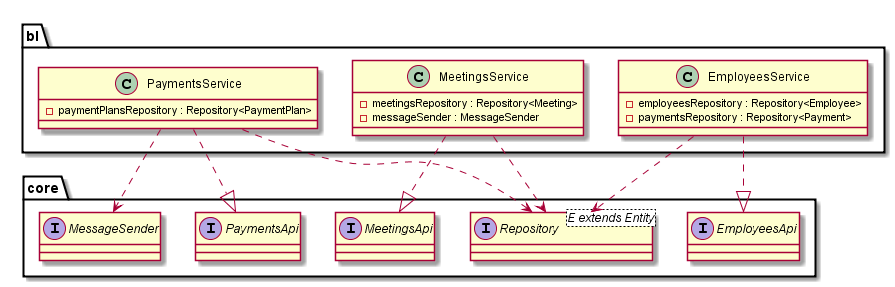 bl
C PaymentsService
paymentPlansRepository : Repository<PaymentPlan>
C MeetingsService
meetingsRepository : Repository<Meeting>
messageSender : MessageSender
C EmployeesService
employeesRepository : Repository<Employee>
paymentsRepository : Repository<Payment>
core
I MessageSender
I PaymentsApi
I MeetingsApi
I Repository
E extends Entity
I EmployeesApi